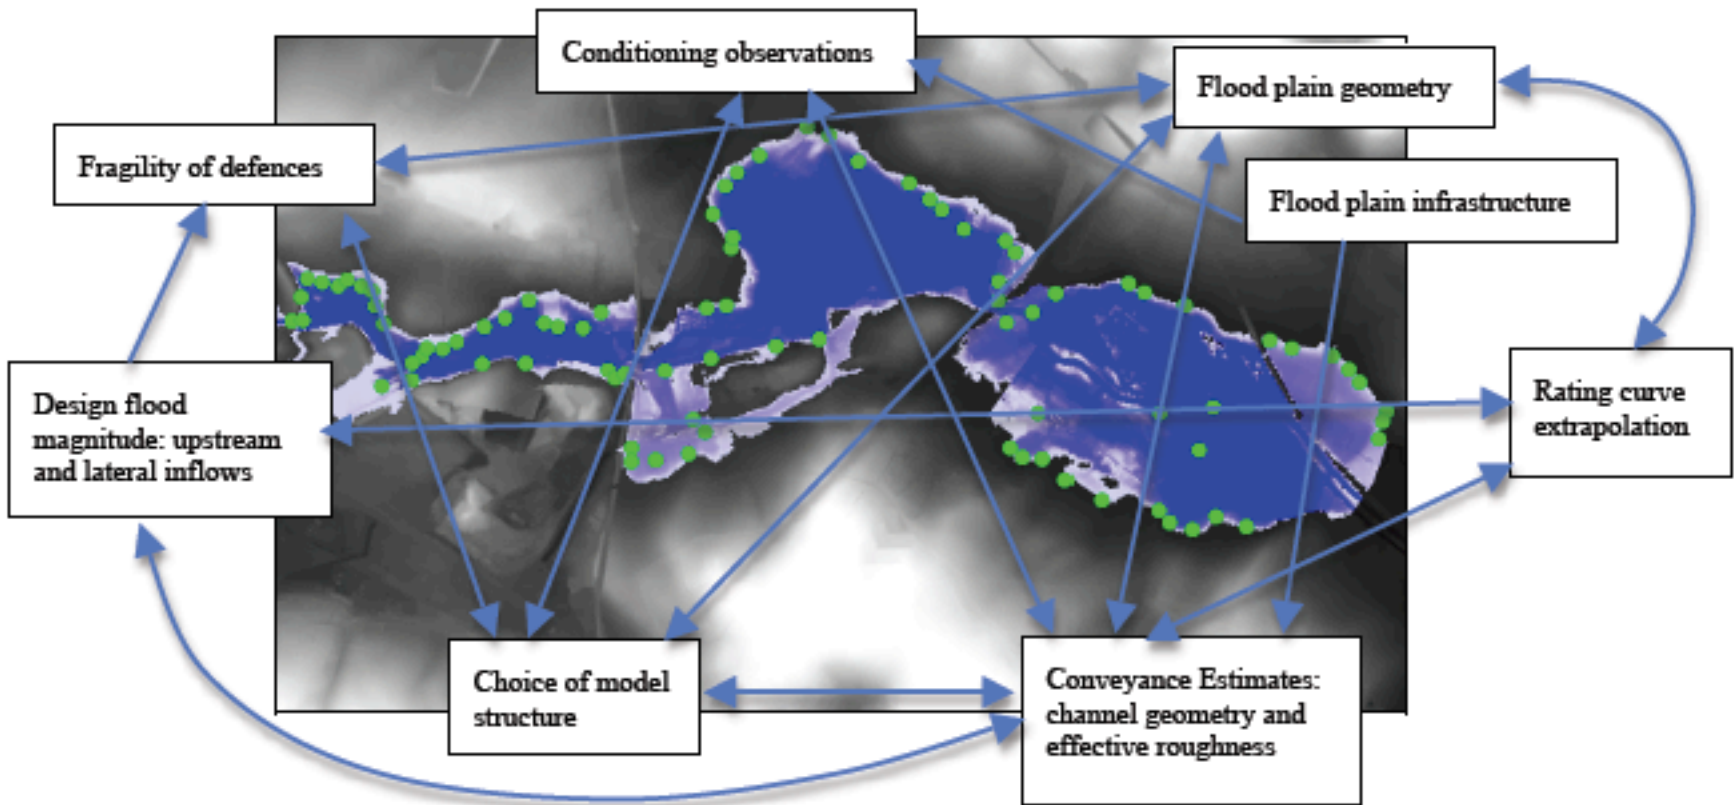 Conditioning observations
Flood plain geometry
Fragility of defences
Flood plain infrastructure
Design flood
magnitude: upstream
and lateral inflows
Rating curve
extrapolation
Choice of model
structure
Conveyance Estimates:
channel geometry and
effective roughness